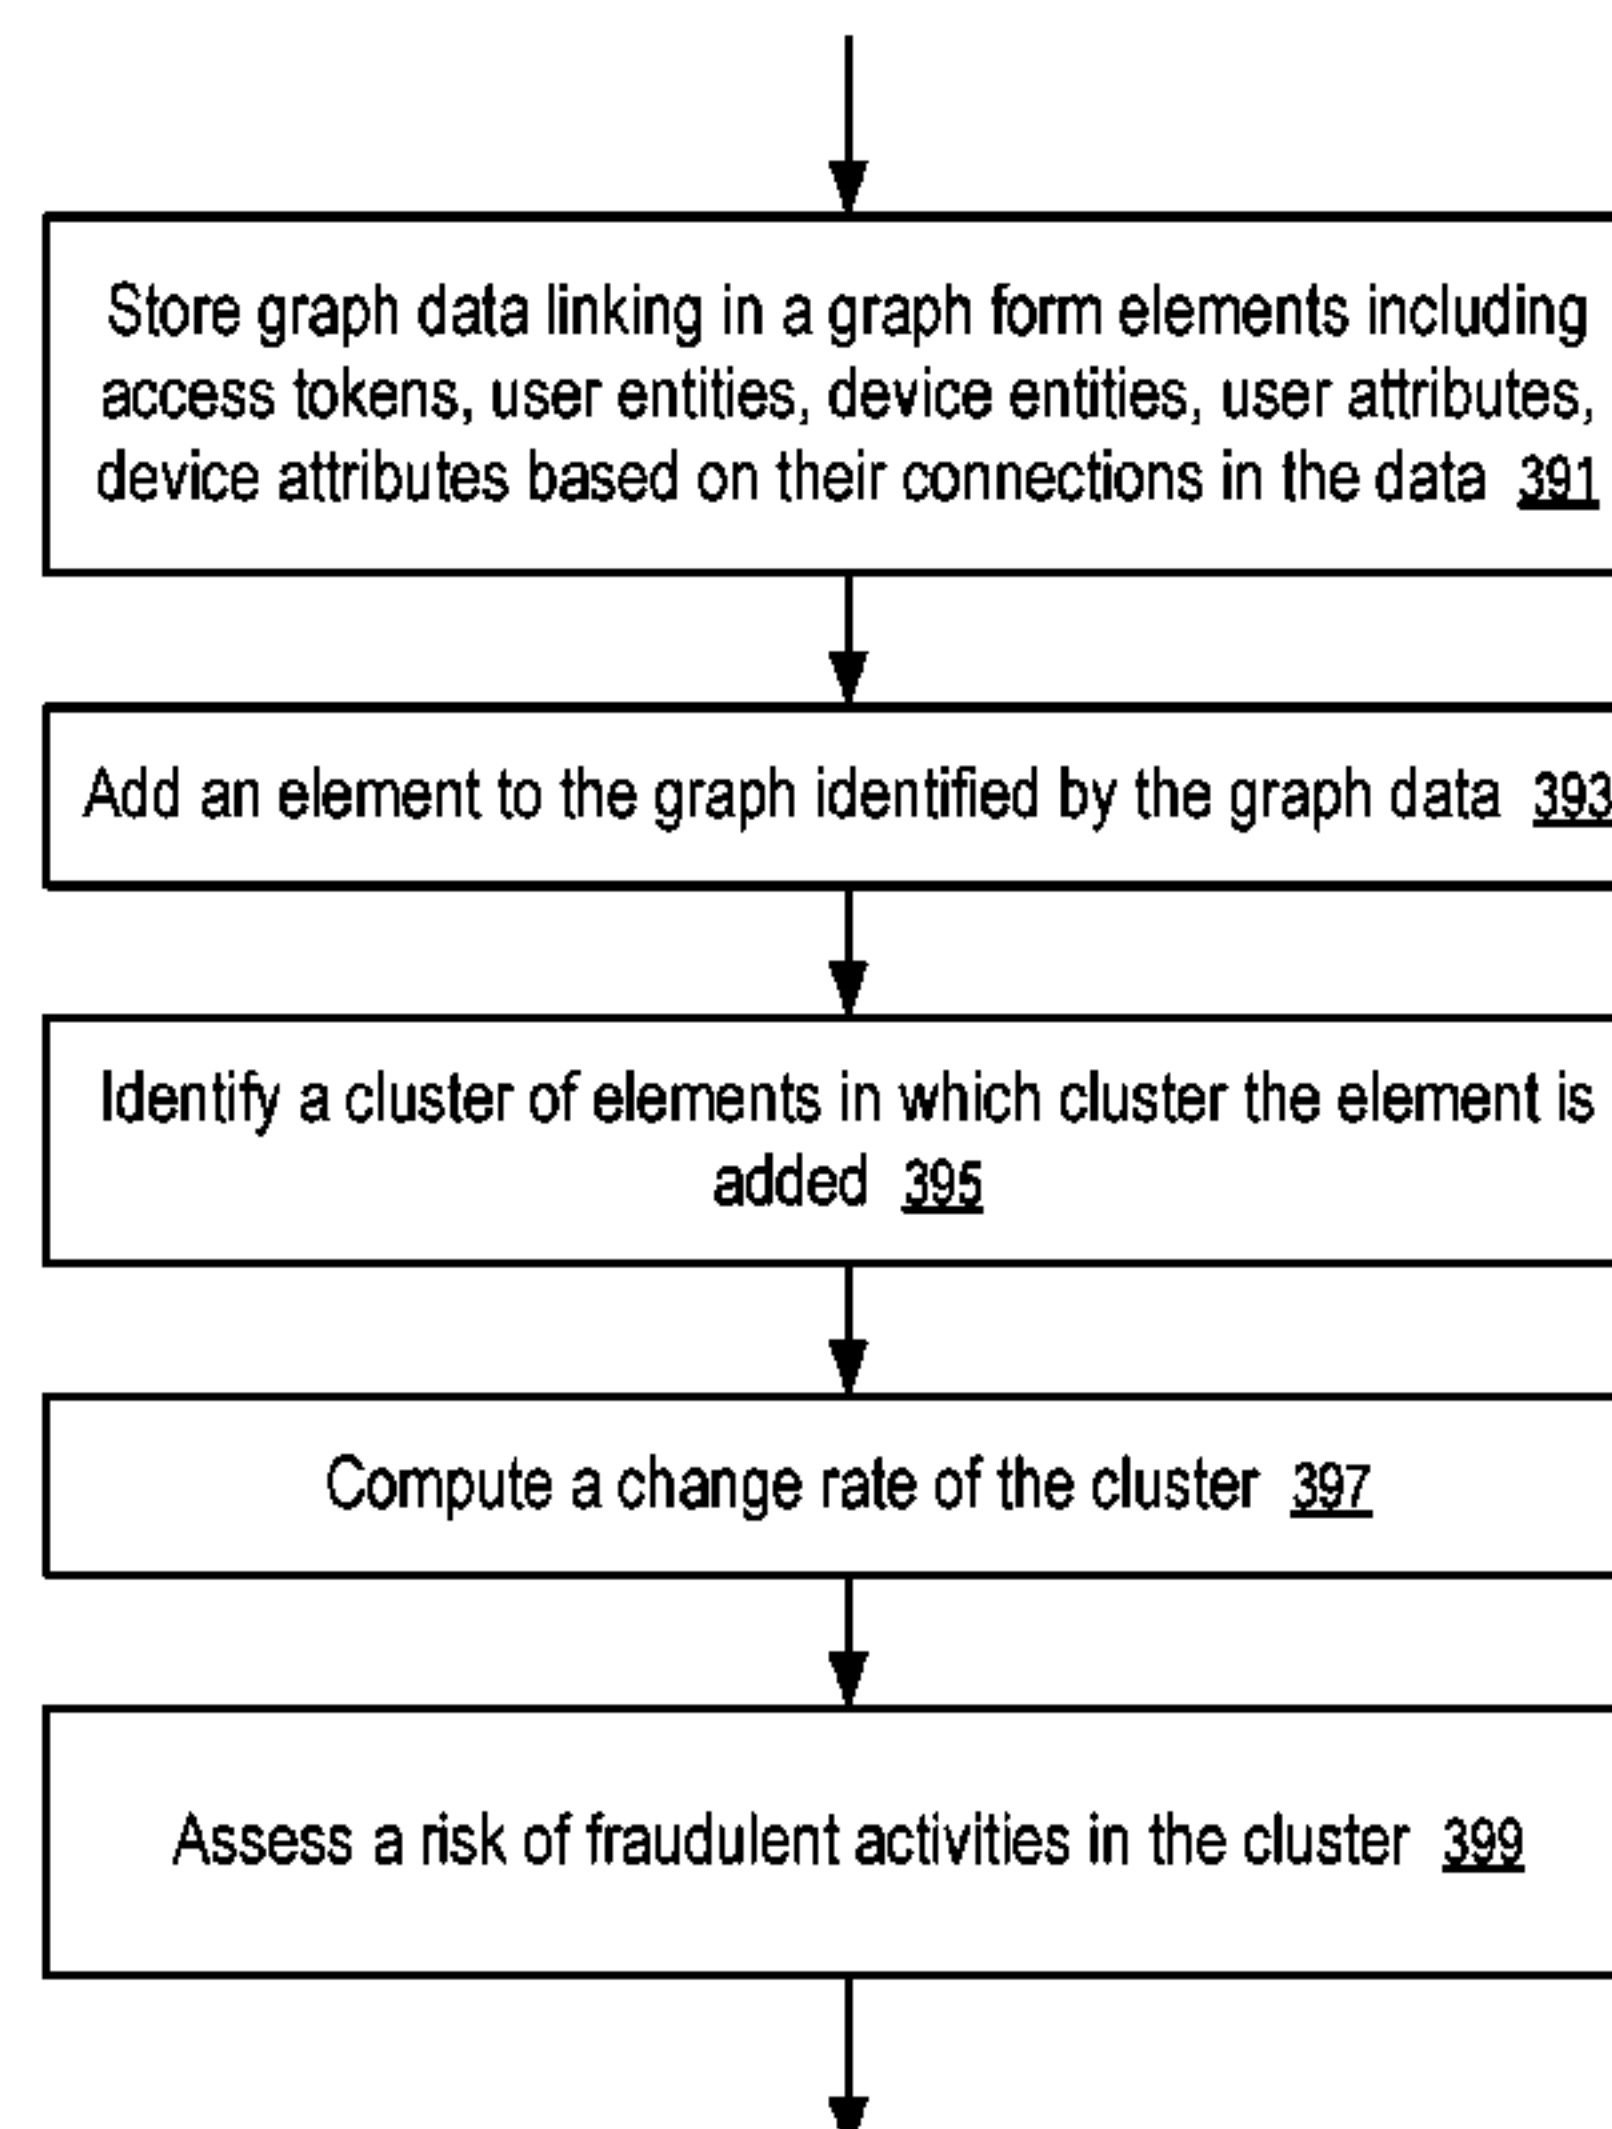 Store graph data linking in a graph form elements including
access tokens, user entities, device entities, user attributes,
device attributes based on their connections in the data 391
Add an element to the graph identified by the graph data 393
Identify a cluster of elements in which cluster the element is
added 395
Compute a change rate of the cluster 397
Assess a risk of fraudulent activities in the cluster 399